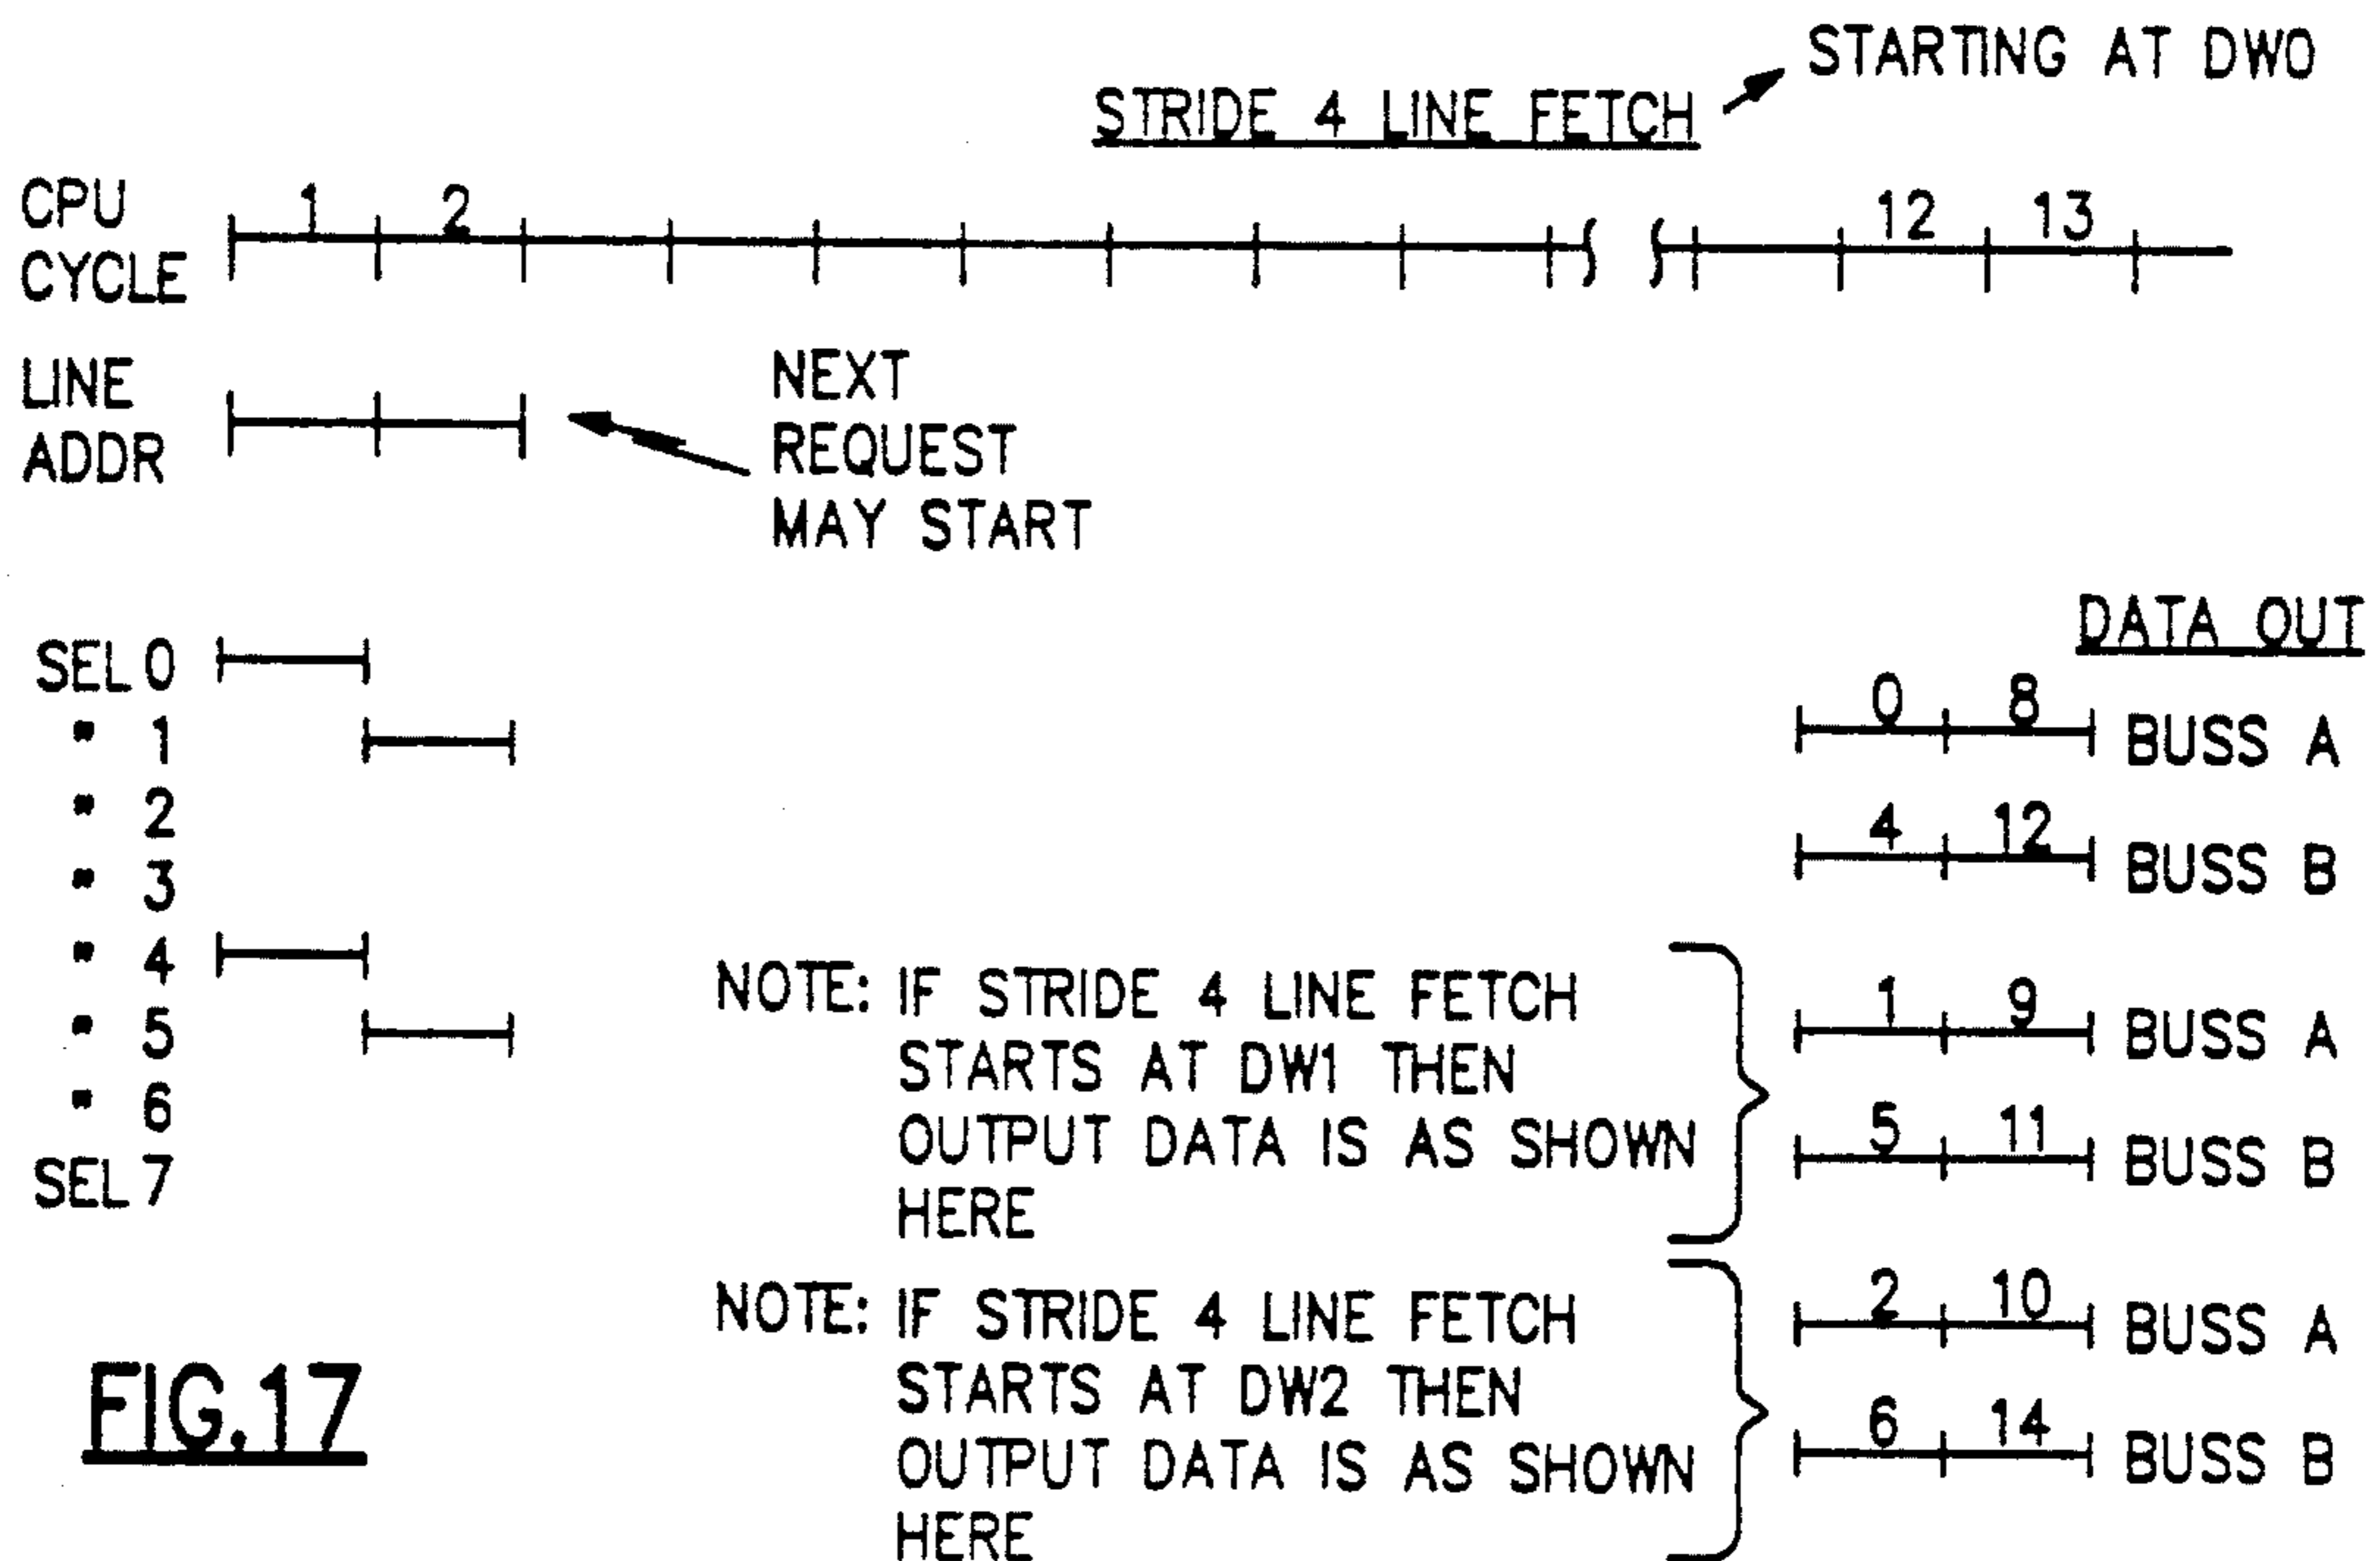 STARTING AT DW0
STRIDE 4 LINE FETCH
CPU
CYCLE
1 2 12 13
LINE
ADDR
NEXT
REQUEST
MAY START
DATA OUT
SEL 0
" 1
" 2
" 3
" 4
" 5
" 6
SEL 7
0 8 BUSS A
4 12 BUSS B
NOTE: IF STRIDE 4 LINE FETCH
STARTS AT DW1 THEN
OUTPUT DATA IS AS SHOWN
HERE
1 9 BUSS A
5 11 BUSS B
NOTE: IF STRIDE 4 LINE FETCH
STARTS AT DW2 THEN
OUTPUT DATA IS AS SHOWN
HERE
2 10 BUSS A
6 14 BUSS B
FIG.17